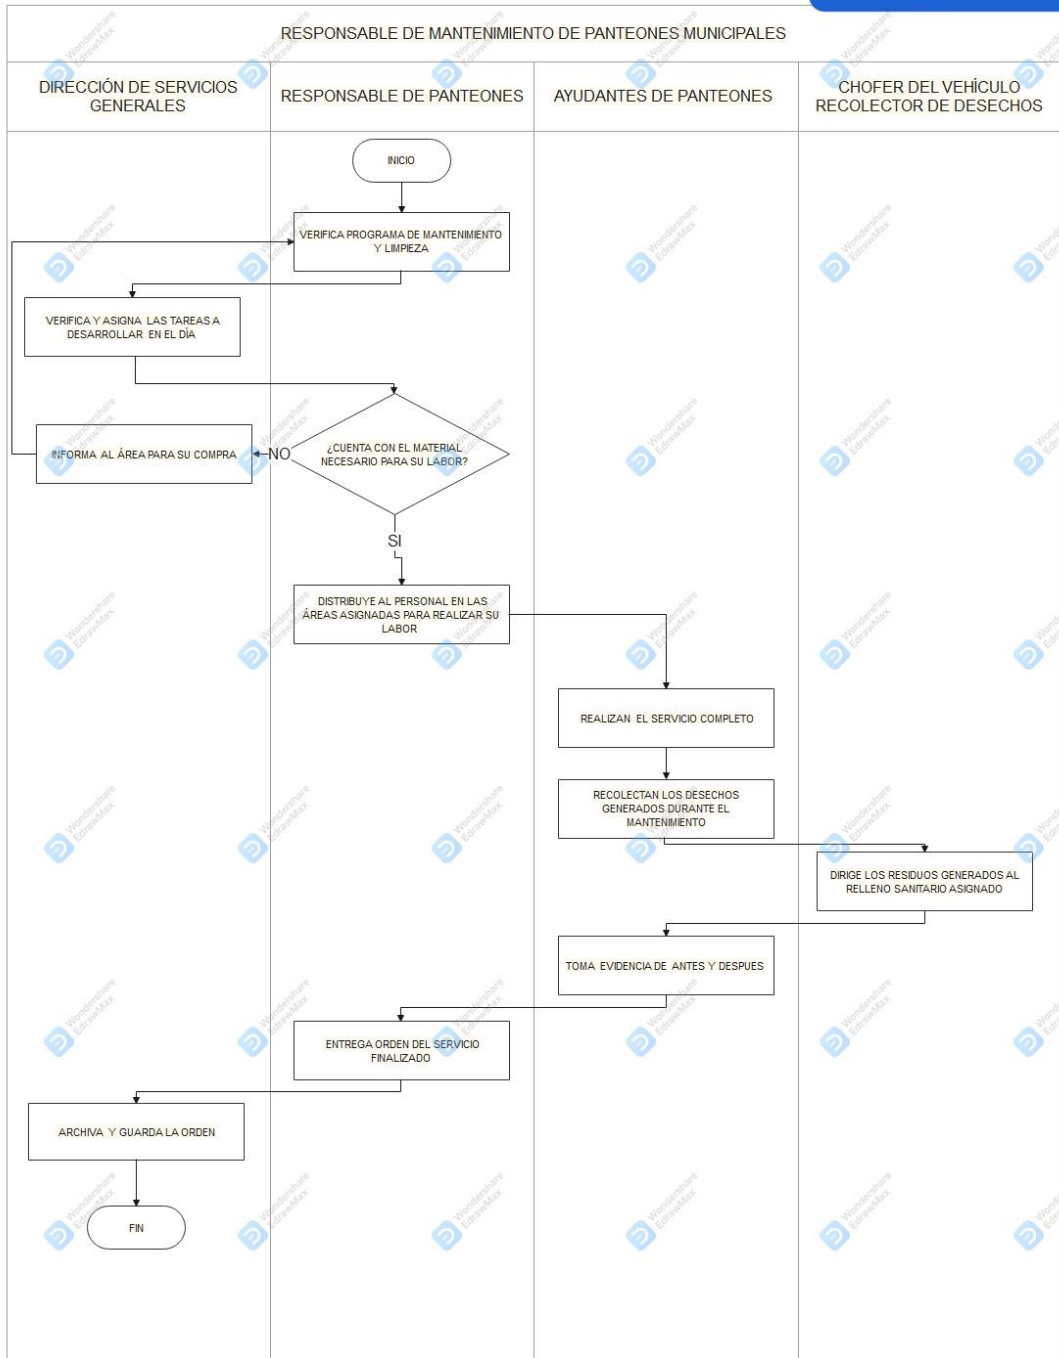 RESPONSABLE DE MANTENIMIENTO DE PANTEONES MUNICIPALES
DIRECCIÓN DE SERVICIOS
GENERALES
RESPONSABLE DE PANTEONES
AYUDANTES DE PANTEONES
CHOFER DEL VEHÍCULO
RECOLECTOR DE DESECHOS
INICIO
VERIFICA PROGRAMA DE MANTENIMIENTO
Y LIMPIEZA
VERIFICA Y ASIGNA LAS TAREAS A
DESARROLLAR EN EL DÍA
¿CUENTA CON EL MATERIAL
NECESARIO PARA SU LABOR?
NO
INFORMA AL ÁREA PARA SU COMPRA
SI
DISTRIBUYE AL PERSONAL EN LAS
ÁREAS ASIGNADAS PARA REALIZAR SU
LABOR
REALIZAN EL SERVICIO COMPLETO
RECOLECTAN LOS DESECHOS
GENERADOS DURANTE EL
MANTENIMIENTO
DIRIGE LOS RESIDUOS GENERADOS AL
RELLENO SANITARIO ASIGNADO
TOMA EVIDENCIA DE ANTES Y DESPUES
ENTREGA ORDEN DEL SERVICIO
FINALIZADO
ARCHIVA Y GUARDA LA ORDEN
FIN
Wondershare
EdrawMax